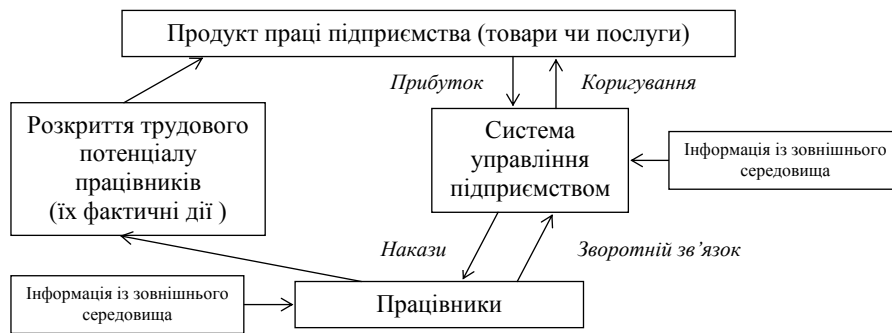 Продукт праці підприємства (товари чи послуги)
Прибуток
Коригування
Розкриття трудового
потенціалу
працівників
(їх фактичні дії )
Система
управління
підприємством
Інформація із зовнішнього
середовища
Накази
Зворотній зв’язок
Інформація із зовнішнього
середовища
Працівники